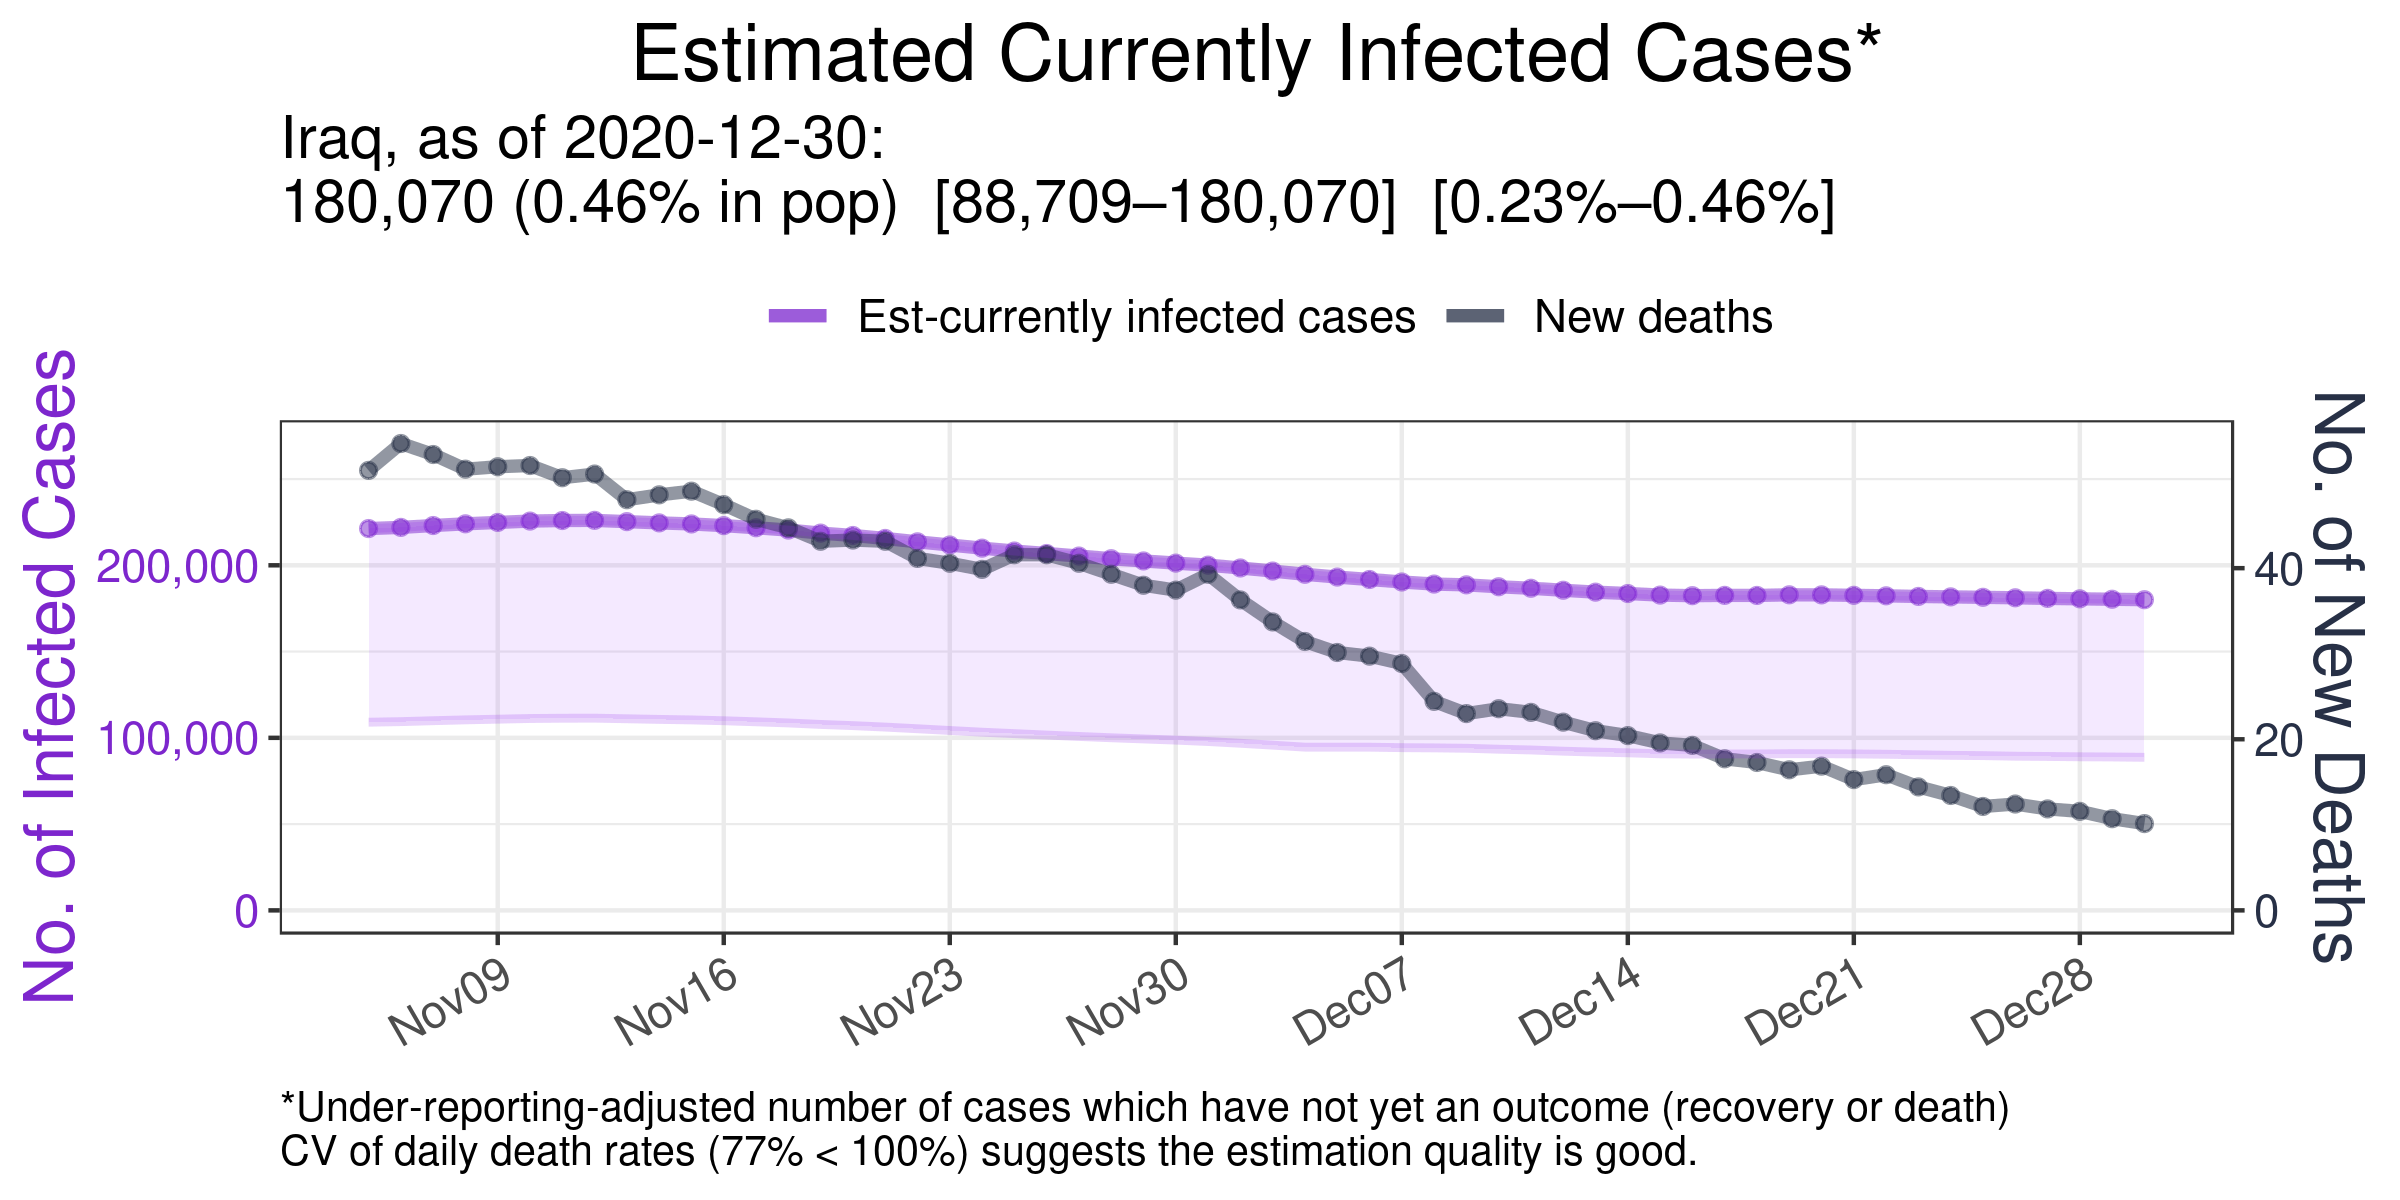 Estimated Currently Infected Cases*
Iraq, as of 2020-12-30:
180,070 (0.46% in pop)  [88,709–180,070]  [0.23%–0.46%]
Est-currently infected cases
New deaths
No. of Infected Cases
200,000
100,000
0
No. of New Deaths
40
20
0
Nov09
Nov16
Nov23
Nov30
Dec07
Dec14
Dec21
Dec28
*Under-reporting-adjusted number of cases which have not yet an outcome (recovery or death)
CV of daily death rates (77% < 100%) suggests the estimation quality is good.